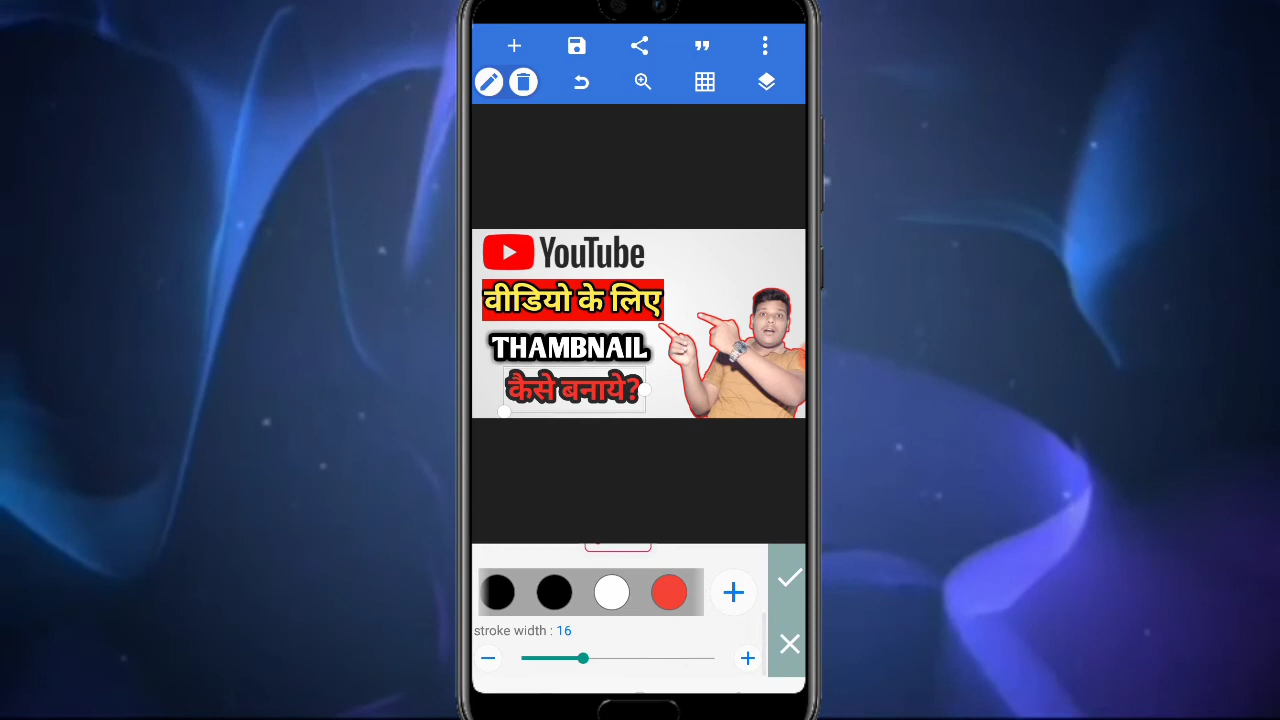 YouTube
वीडियो के लिए
THAMBNAIL
कैसे बनाये?
stroke width : 16